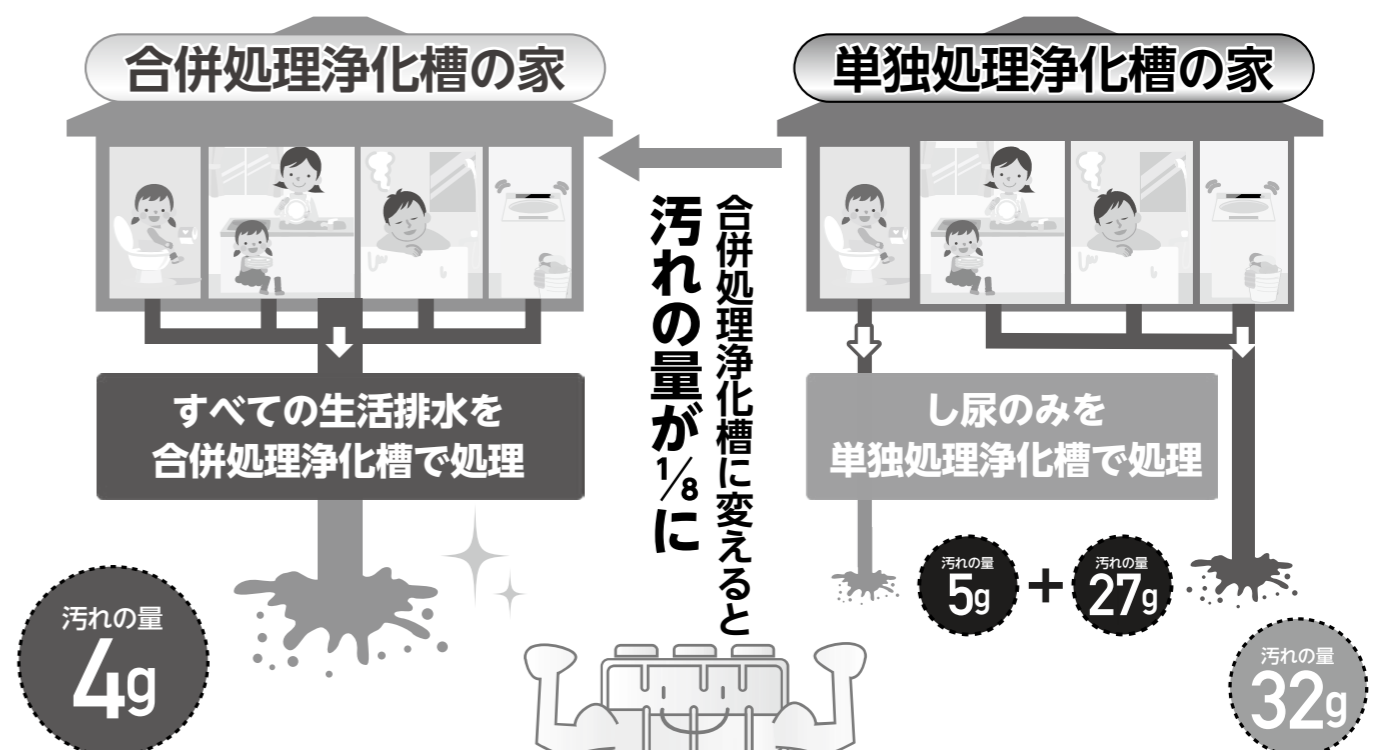 合併処理浄化槽の家
すべての生活排水を
合併処理浄化槽で処理
汚れの量
4g
合併処理浄化槽に変えると
汚れの量が1/8に
単独処理浄化槽の家
し尿のみを
単独処理浄化槽で処理
汚れの量
5g
+
汚れの量
27g
汚れの量
32g